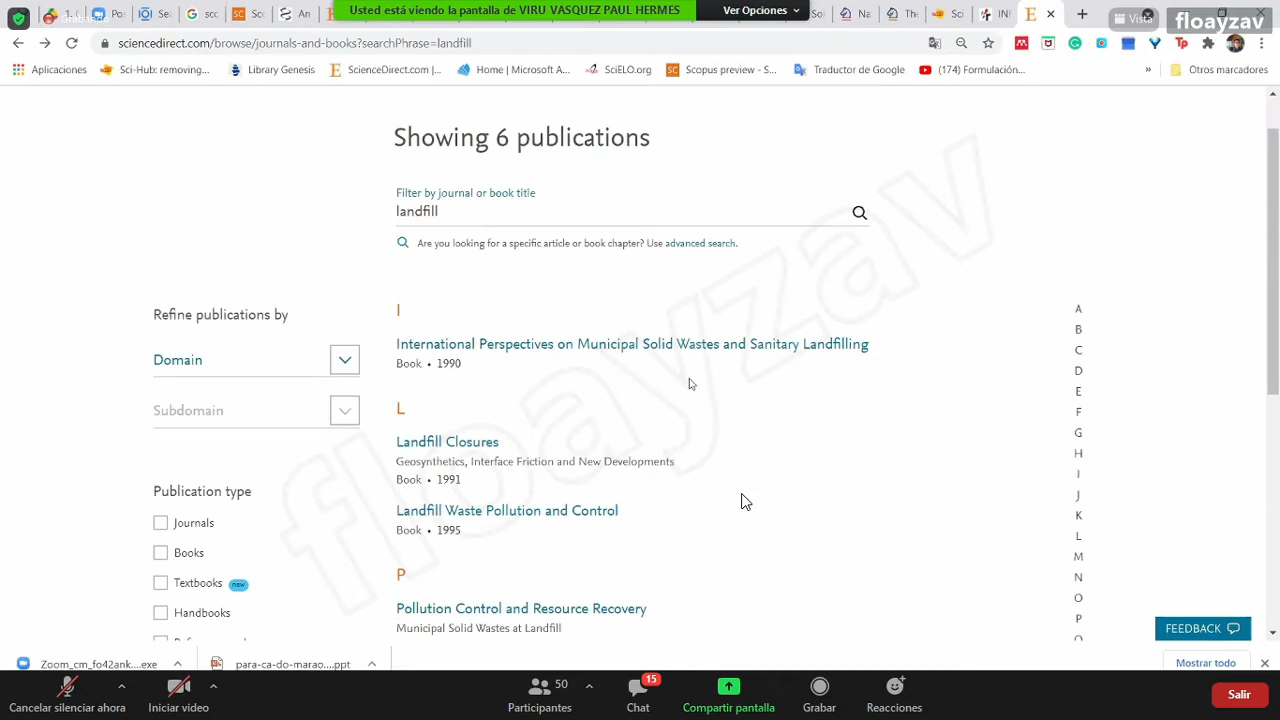 Usted está viendo la pantalla de VIRU VASQUEZ PAUL HERMES
Ver Opciones
Vista
floayzav
sciencedirect.com/browse/journals-and-books?searchPhrase=landfill
Aplicaciones
Sci-Hub: removing...
Library Genesis
ScienceDirect.com |...
Home | Microsoft A...
SciELO.org
Scopus preview - S...
Traductor de Google
(174) Formulación...
»
Otros marcadores
Showing 6 publications
Filter by journal or book title
landfill
Are you looking for a specific article or book chapter? Use advanced search.
Refine publications by
Domain
Subdomain
Publication type
Journals
Books
Textbooks new
Handbooks
I
International Perspectives on Municipal Solid Wastes and Sanitary Landfilling
Book • 1990
L
Landfill Closures
Geosynthetics, Interface Friction and New Developments
Book • 1991
Landfill Waste Pollution and Control
Book • 1995
P
Pollution Control and Resource Recovery
Municipal Solid Wastes at Landfill
A
B
C
D
E
F
G
H
I
J
K
L
M
N
O
P
floayzav
FEEDBACK
Zoom_cm_fo42ank....exe
para-ca-do-marao....ppt
Mostrar todo
Cancelar silenciar ahora
Iniciar video
50
Participantes
15
Chat
Compartir pantalla
Grabar
Reacciones
Salir